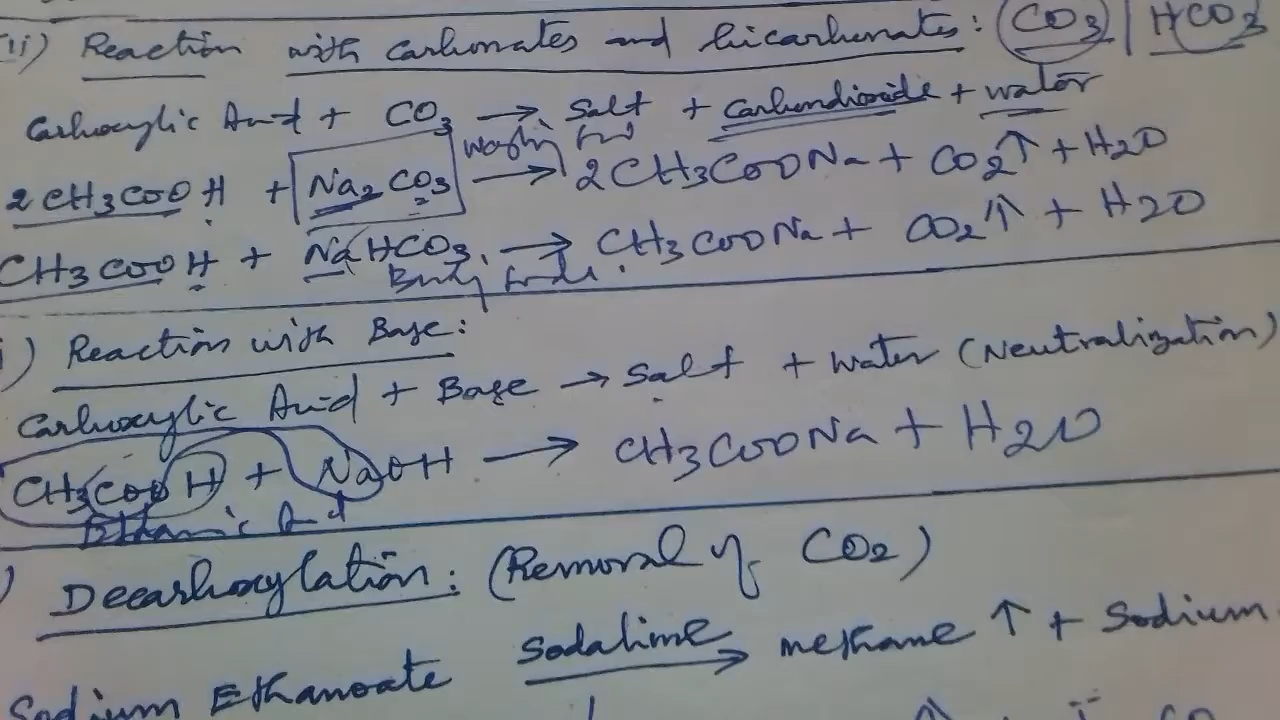 ii) Reaction with carbonates and bicarbonates: CO3 | HCO3
Carboxylic Acid + CO3 → Salt + Carbondioxide + water
2CH3COOH + Na2CO3 → 2CH3COONa + CO2↑ + H2O
CH3COOH + NaHCO3 → CH3COONa + CO2↑ + H2O
i) Reaction with Base:
Carboxylic Acid + Base → Salt + water (Neutralization)
CH3COOH + NaOH → CH3COONa + H2O
Ethanoic Acid
Decarboxylation: (Removal of CO2)
Sodium Ethanoate Sodalime → methane ↑ + Sodium